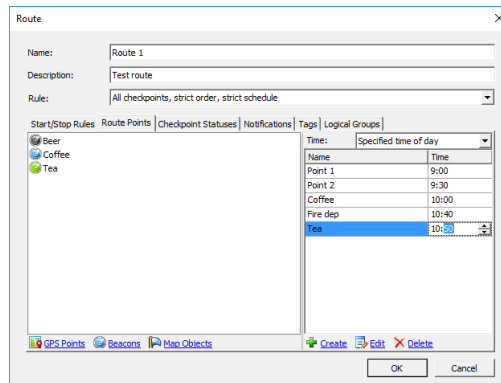 Route
Name: Route 1
Description: Test route
Rule: All checkpoints, strict order, strict schedule
Start/Stop Rules Route Points Checkpoint Statuses Notifications Tags Logical Groups
Beer
Coffee
Tea
Time: Specified time of day
Name Time
Point 1 9:00
Point 2 9:30
Coffee 10:00
Fire dep 10:40
Tea 10:50
GPS Points Beacons Map Objects
Create Edit Delete
OK Cancel